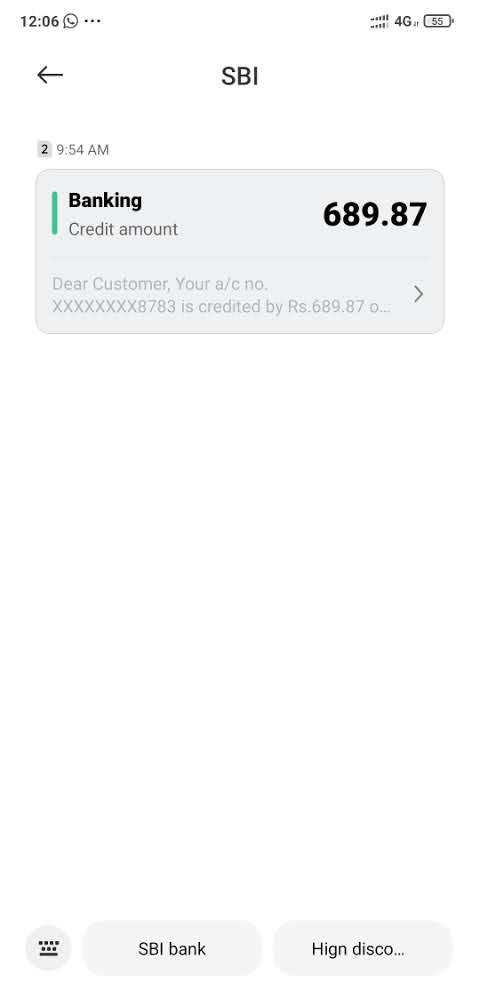 12:06
4G 55
SBI
2 9:54 AM
Banking
Credit amount
689.87
Dear Customer, Your a/c no.
XXXXXXXX8783 is credited by Rs.689.87 o...
SBI bank
Hign disco...